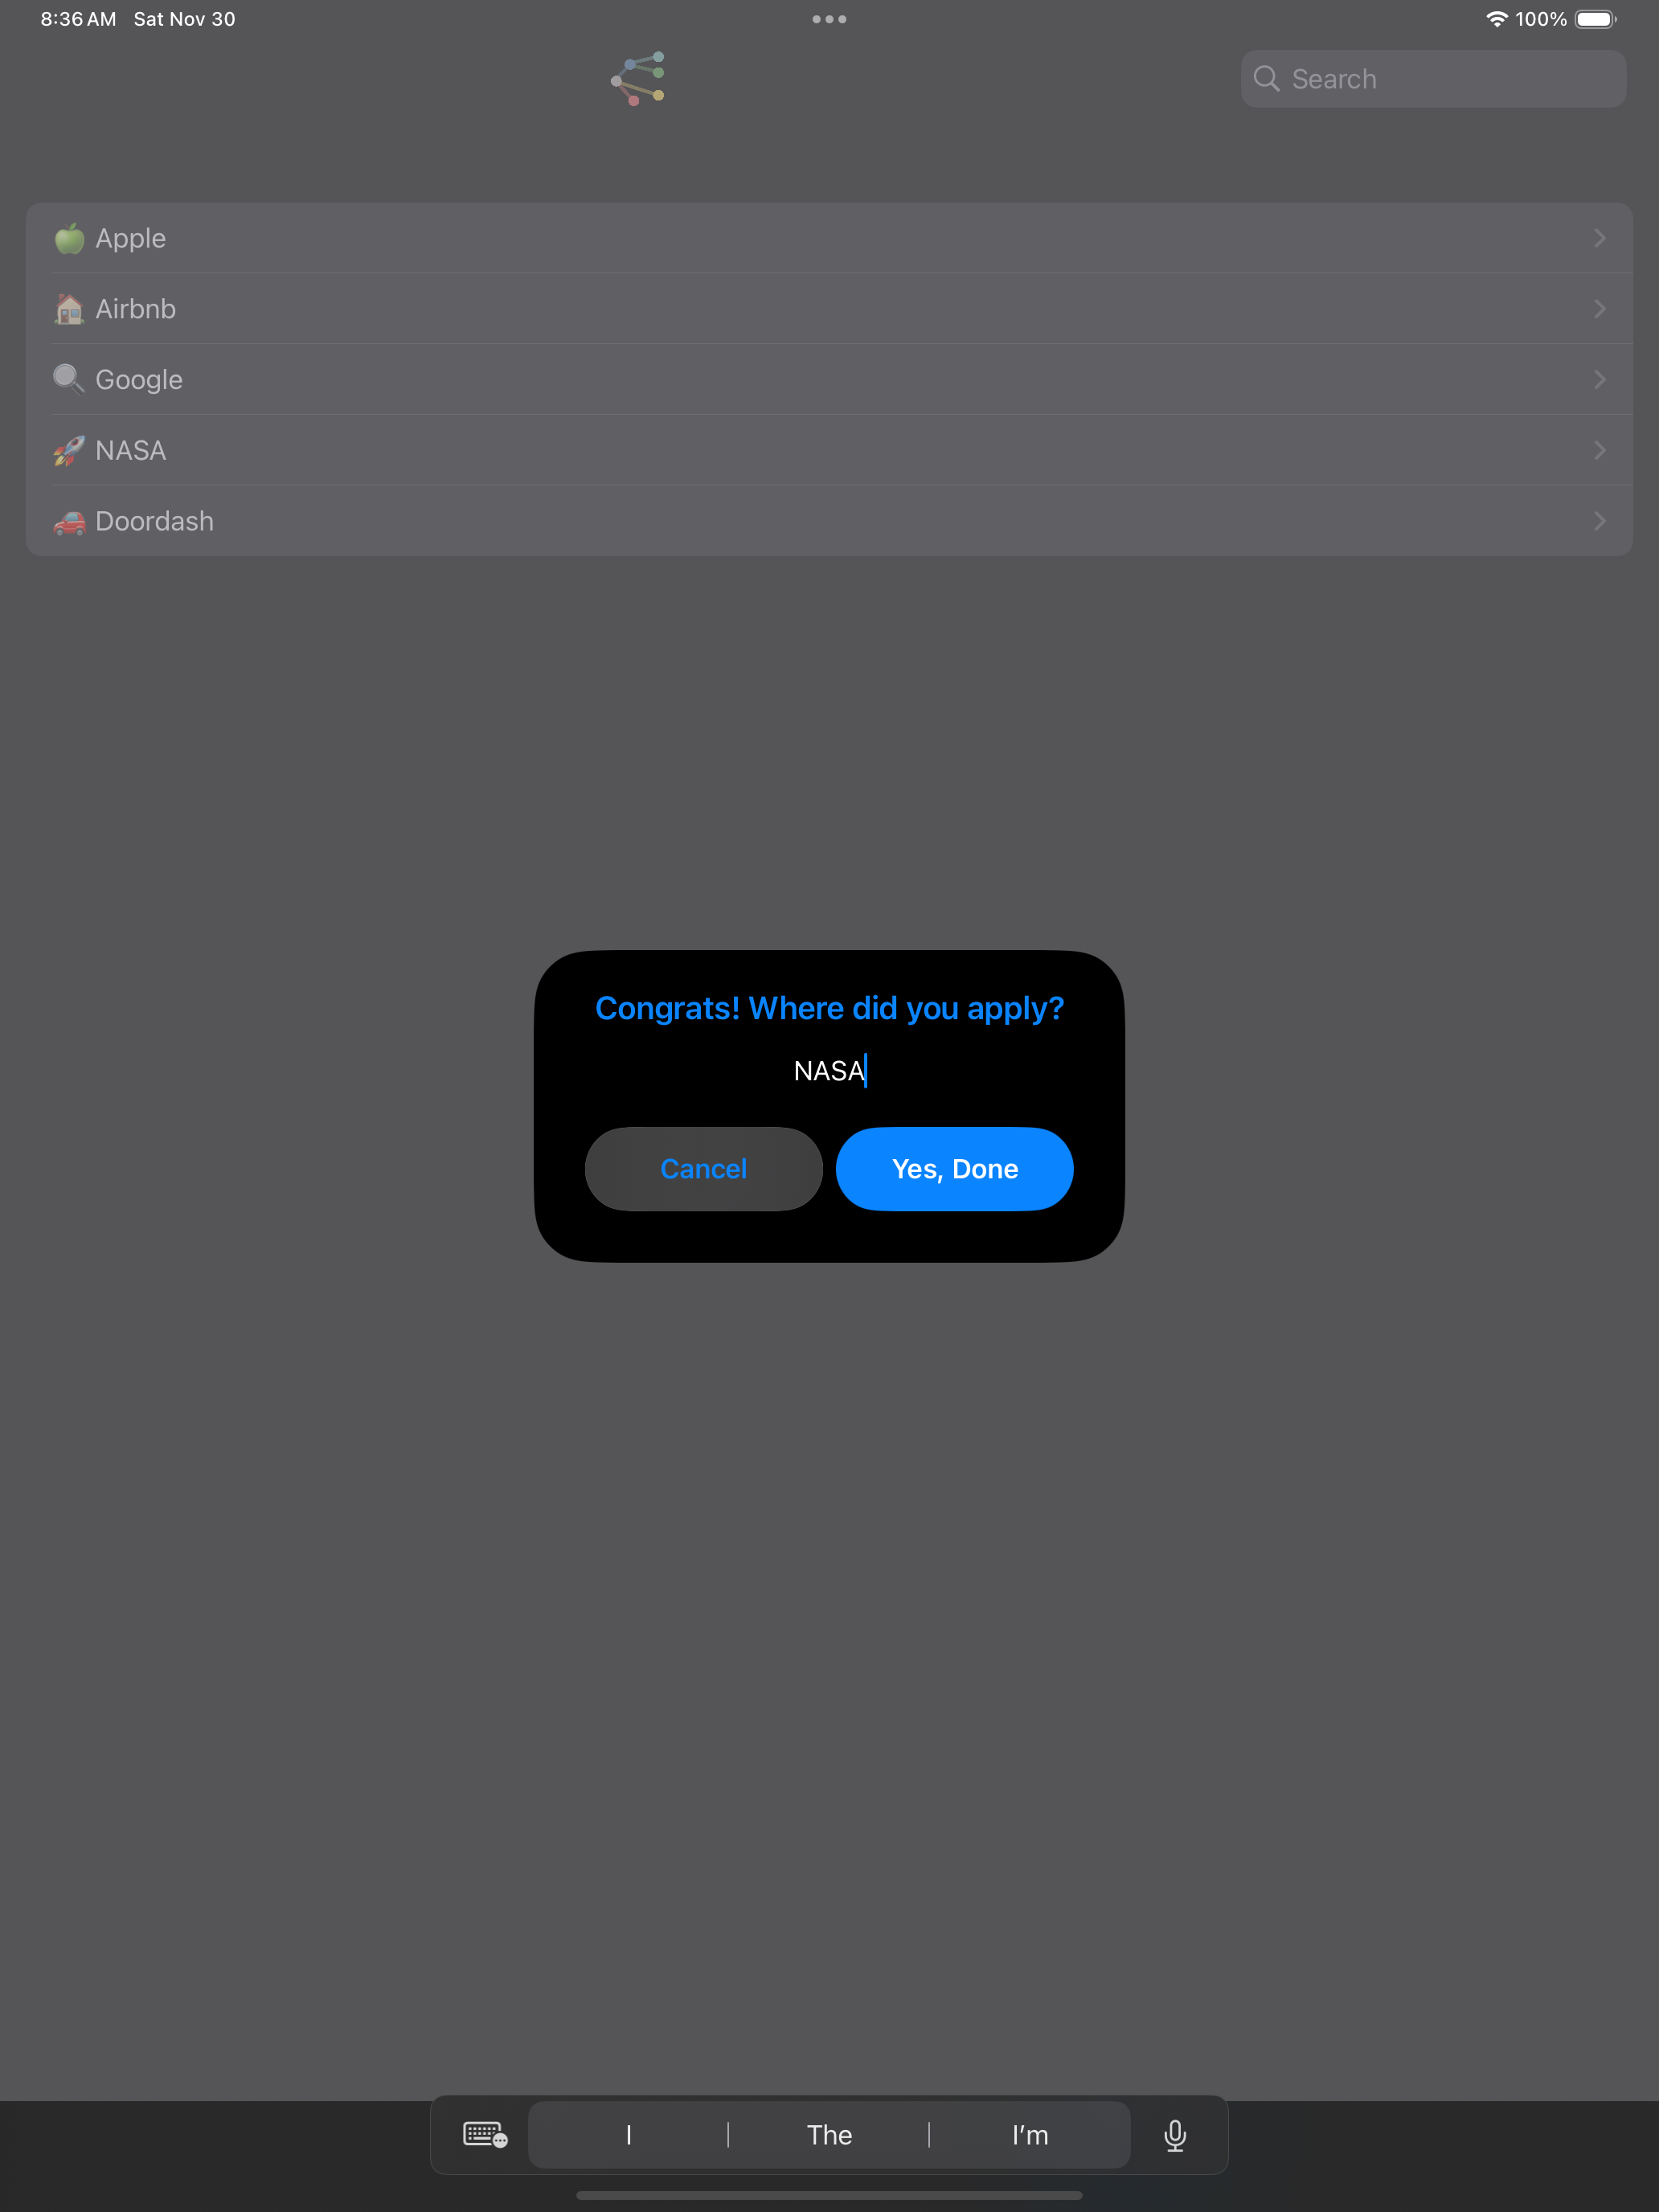 8:36 AM Sat Nov 30
100%
Search
Apple
Airbnb
Google
NASA
Doordash
Congrats! Where did you apply?
NASA
Cancel
Yes, Done
I
The
I’m